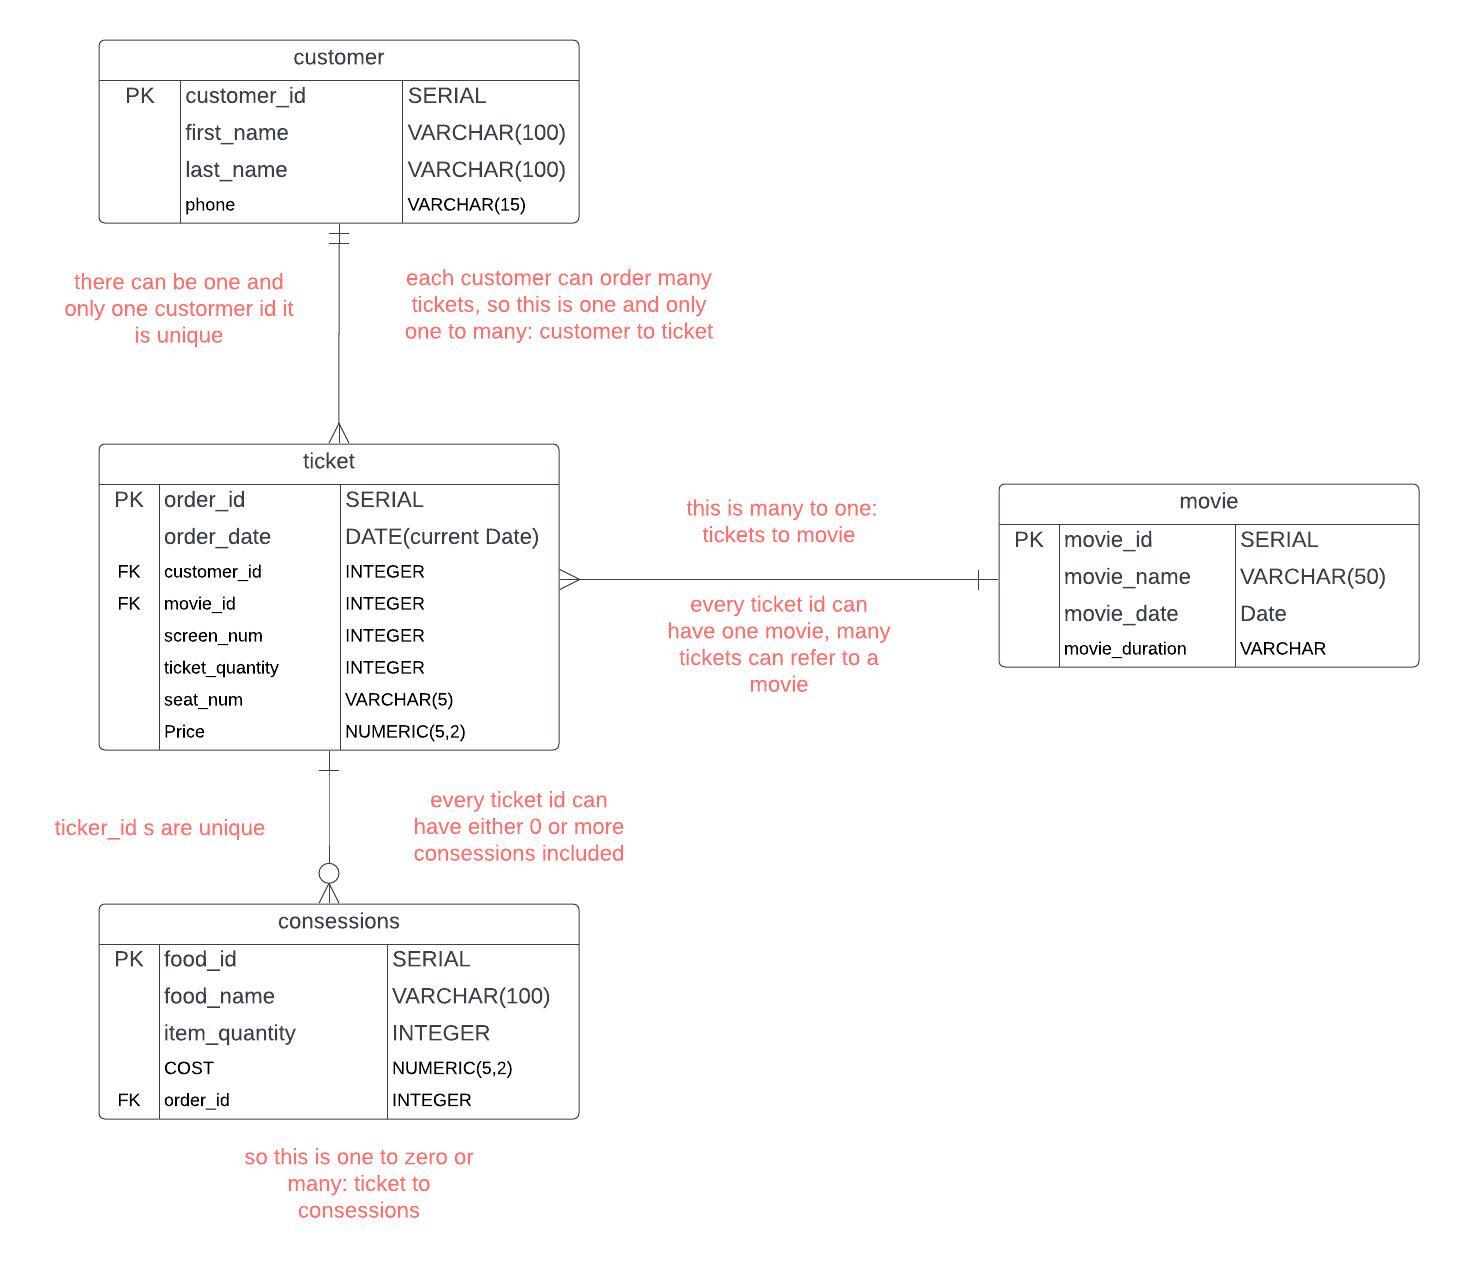 customer
PK customer_id SERIAL
first_name VARCHAR(100)
last_name VARCHAR(100)
phone VARCHAR(15)
there can be one and
only one custormer id it
is unique
each customer can order many
tickets, so this is one and only
one to many: customer to ticket
ticket
PK order_id SERIAL
order_date DATE(current Date)
FK customer_id INTEGER
FK movie_id INTEGER
screen_num INTEGER
ticket_quantity INTEGER
seat_num VARCHAR(5)
Price NUMERIC(5,2)
this is many to one:
tickets to movie
every ticket id can
have one movie, many
tickets can refer to a
movie
movie
PK movie_id SERIAL
movie_name VARCHAR(50)
movie_date Date
movie_duration VARCHAR
ticker_id s are unique
every ticket id can
have either 0 or more
consessions included
consessions
PK food_id SERIAL
food_name VARCHAR(100)
item_quantity INTEGER
COST NUMERIC(5,2)
FK order_id INTEGER
so this is one to zero or
many: ticket to
consessions